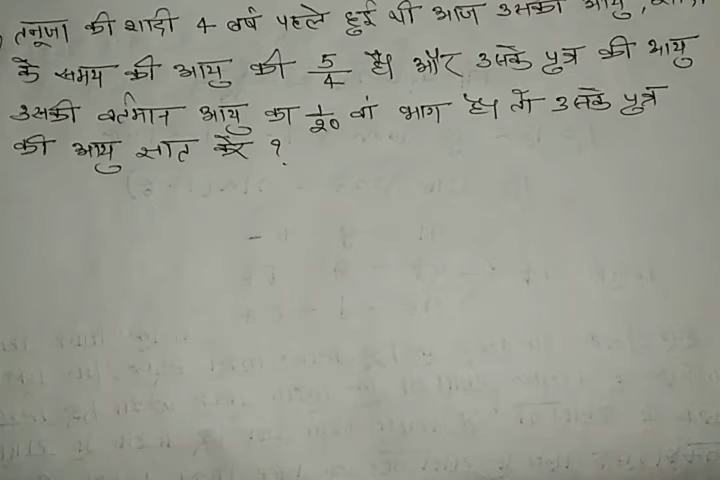 तनूजा की शादी 4 वर्ष पहले हुई थी आज उसकी आयु, शादी
के समय की आयु की 5/4 है। और उसके पुत्र की आयु
उसकी वर्तमान आयु का 1/20 वां भाग है। तो उसके पुत्र
की आयु ज्ञात करे ?